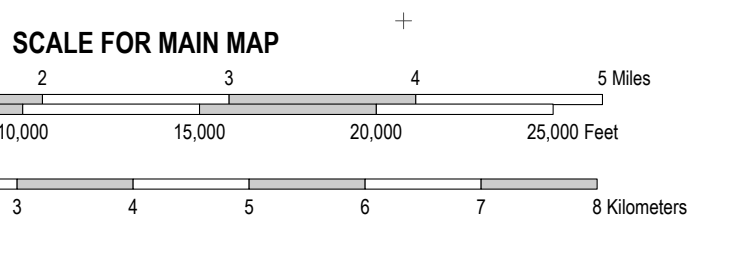 SCALE FOR MAIN MAP
2 3 4 5 Miles
10,000 15,000 20,000 25,000 Feet
3 4 5 6 7 8 Kilometers